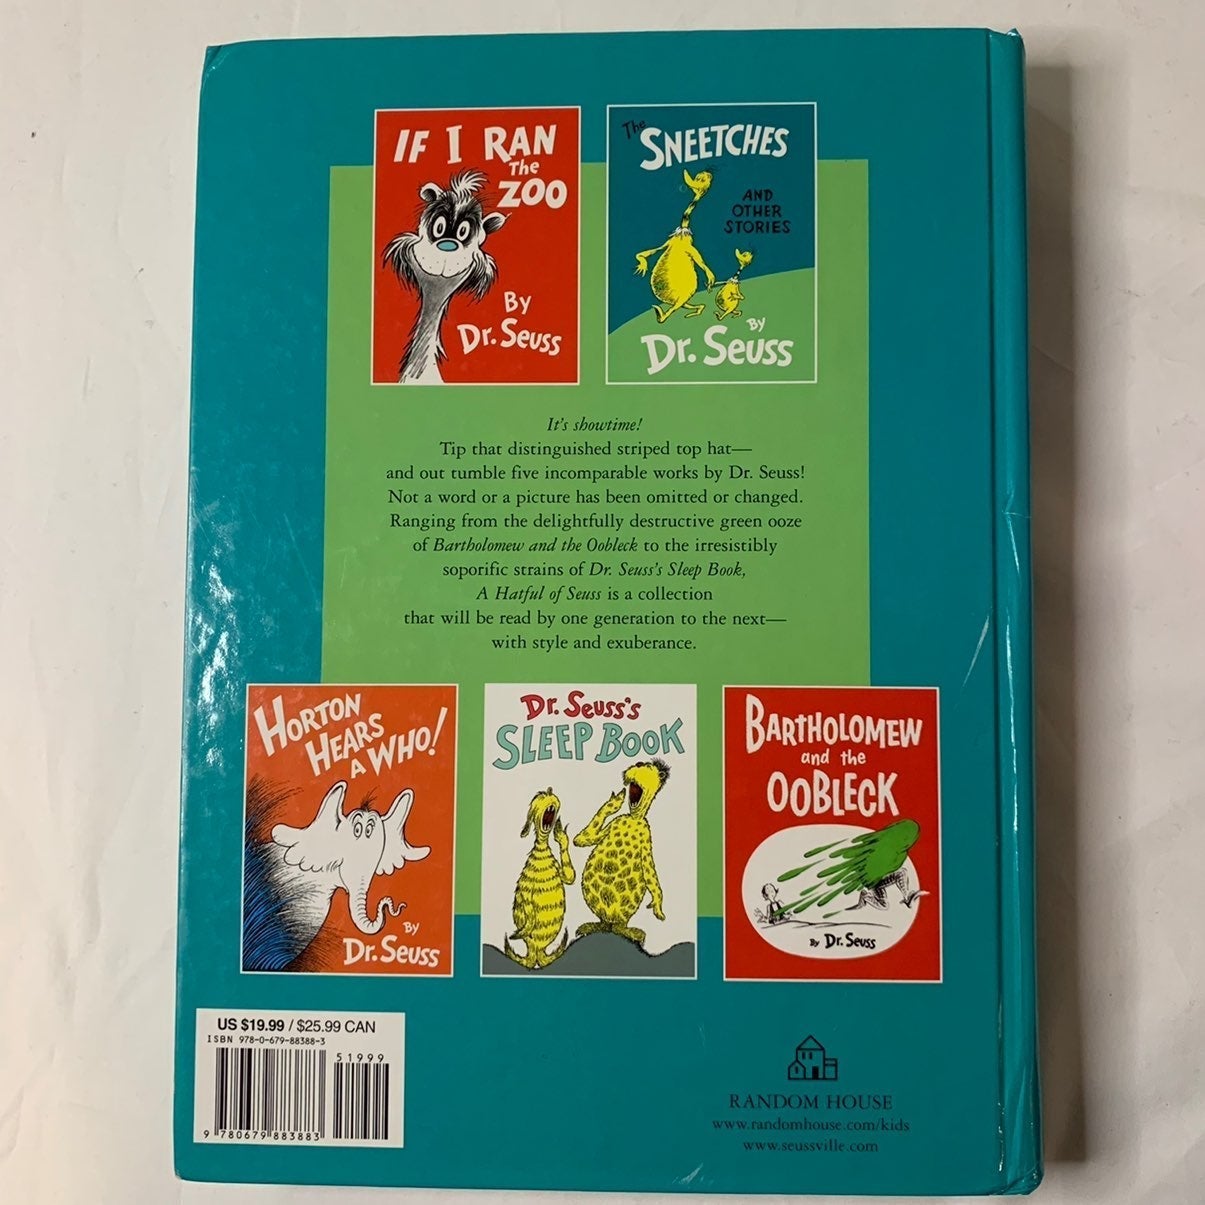 IF I RAN
The
ZOO
By
Dr. Seuss
The
SNEETCHES
AND
OTHER
STORIES
By
Dr. Seuss
It's showtime!
Tip that distinguished striped top hat—
and out tumble five incomparable works by Dr. Seuss!
Not a word or a picture has been omitted or changed.
Ranging from the delightfully destructive green ooze
of Bartholomew and the Oobleck to the irresistibly
soporific strains of Dr. Seuss's Sleep Book,
A Hatful of Seuss is a collection
that will be read by one generation to the next—
with style and exuberance.
HORTON
HEARS
A WHO!
By
Dr. Seuss
Dr. Seuss's
SLEEP BOOK
BARTHOLOMEW
and the
OOBLECK
By Dr. Seuss
US $19.99 / $25.99 CAN
ISBN 978-0-679-88388-3
51999
9 780679 883883
RANDOM HOUSE
www.randomhouse.com/kids
www.seussville.com